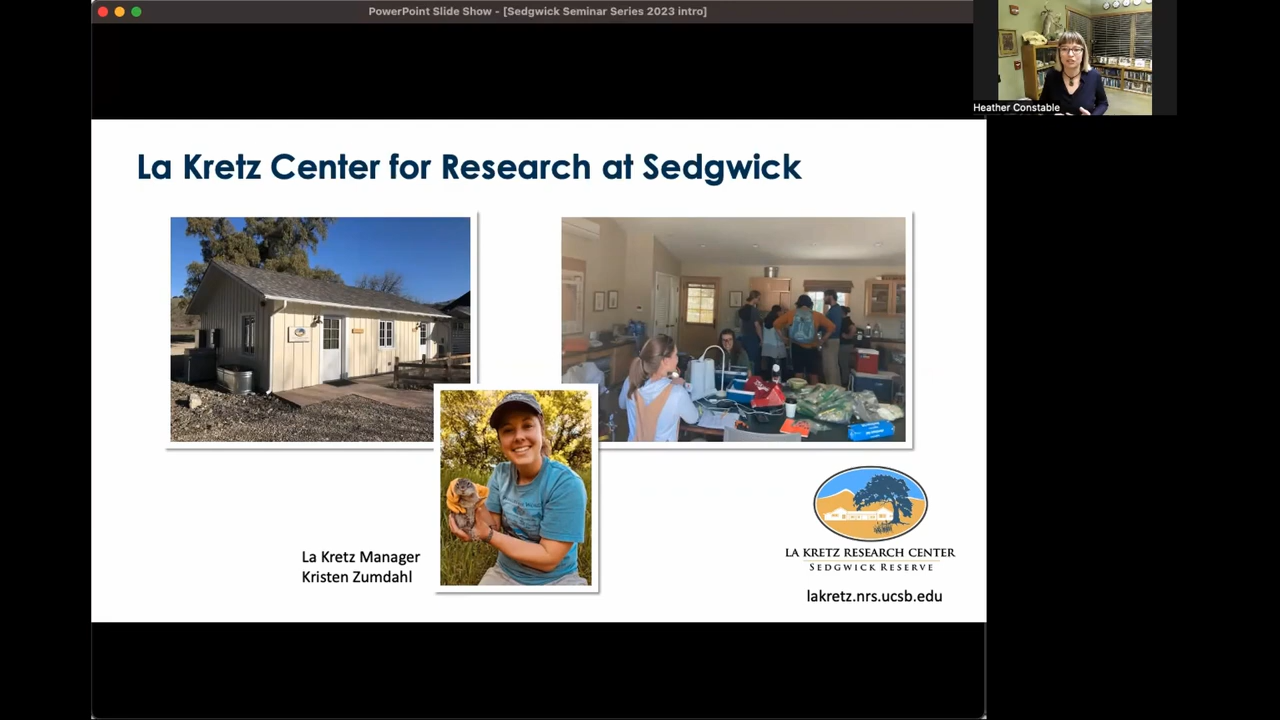 PowerPoint Slide Show - [Sedgwick Seminar Series 2023 intro]
Heather Constable
La Kretz Center for Research at Sedgwick
La Kretz Manager
Kristen Zumdahl
LA KRETZ RESEARCH CENTER
SEDGWICK RESERVE
lakretz.nrs.ucsb.edu